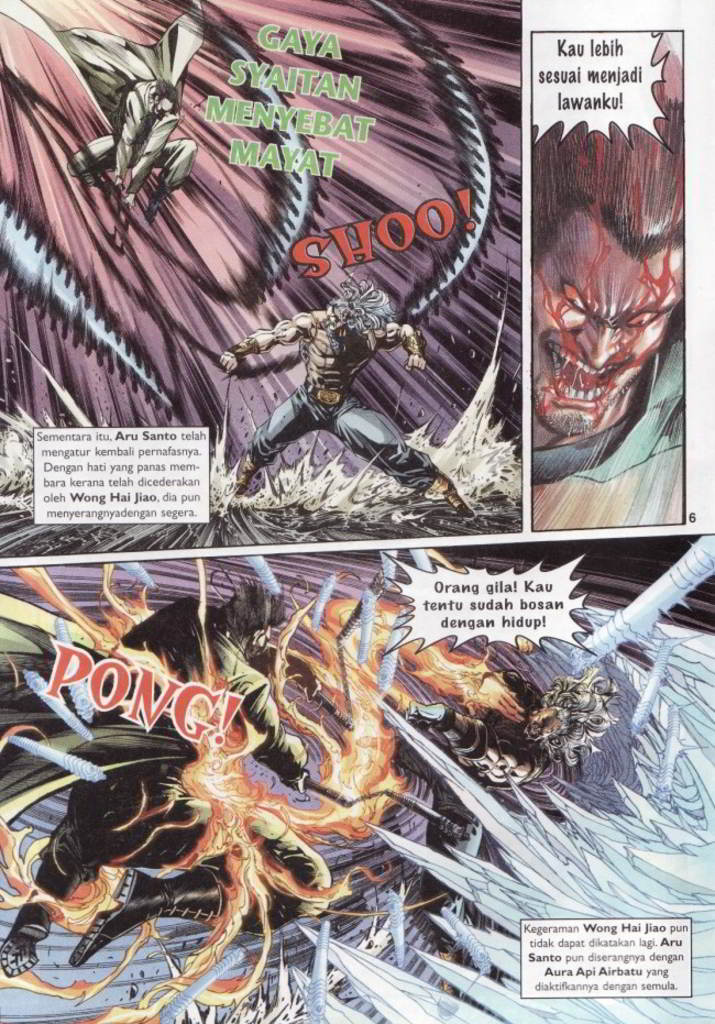 GAYA
SYAITAN
MENYEBAT
MAYAT
SHOO!
Sementara itu, Aru Santo telah
mengatur kembali pernafasnya.
Dengan hati yang panas mem-
bara kerana telah dicederakan
oleh Wong Hai Jiao, dia pun
menyerangnyadengan segera.
Kau lebih
sesuai menjadi
lawanku!
6
Orang gila! Kau
tentu sudah bosan
dengan hidup!
PONG!
Kegeraman Wong Hai Jiao pun
tidak dapat dikatakan lagi. Aru
Santo pun diserangnya dengan
Aura Api Airbatu yang
diaktifkannya dengan semula.